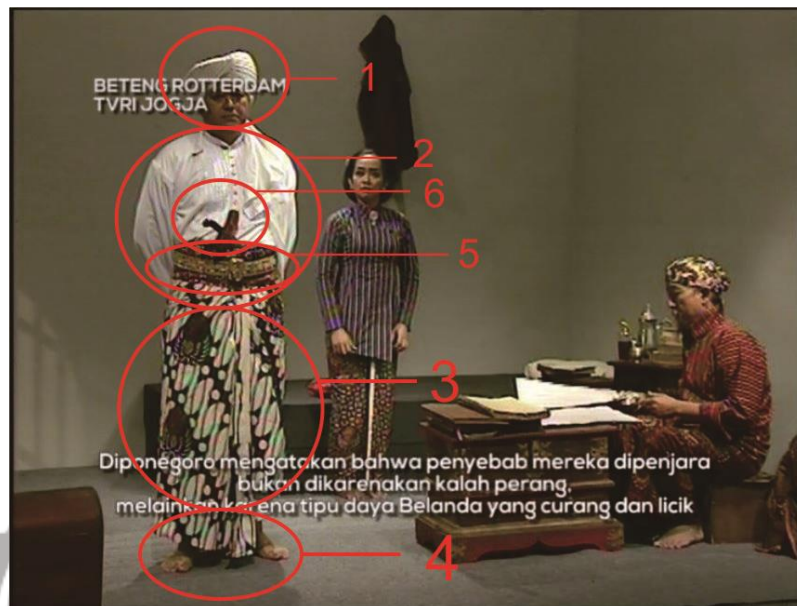 BETENG ROTTERDAM
TVRI JOGJA
1
2
6
5
3
Diponegoro mengatakan bahwa penyebab mereka dipenjara
bukan dikarenakan kalah perang,
melainkan karena tipu daya Belanda yang curang dan licik
4